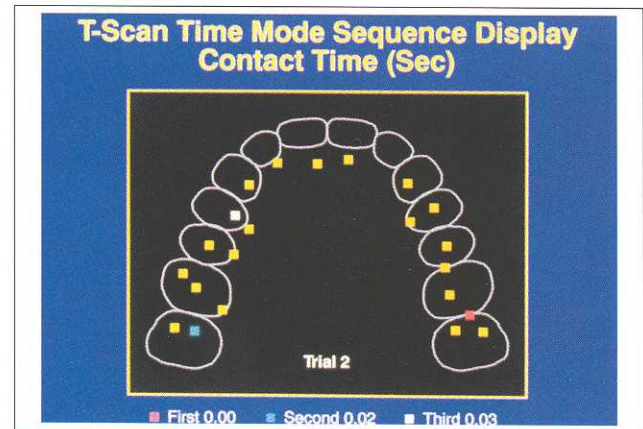 T-Scan Time Mode Sequence Display
Contact Time (Sec)
Trial 2
First 0.00 Second 0.02 Third 0.03